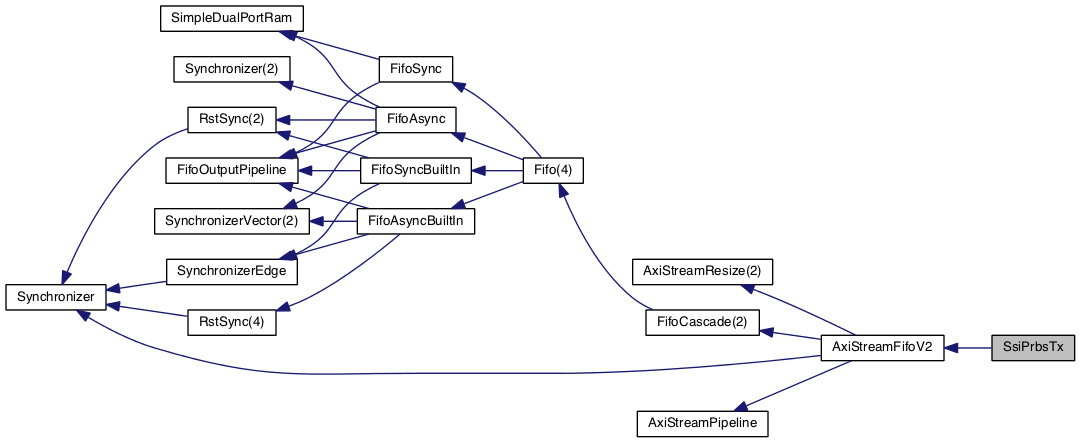 SimpleDualPortRam
Synchronizer(2)
FifoSync
RstSync(2)
FifoAsync
FifoOutputPipeline
FifoSyncBuiltIn
Fifo(4)
SynchronizerVector(2)
FifoAsyncBuiltIn
SynchronizerEdge
AxiStreamResize(2)
Synchronizer
RstSync(4)
FifoCascade(2)
AxiStreamFifoV2
SsiPrbsTx
AxiStreamPipeline